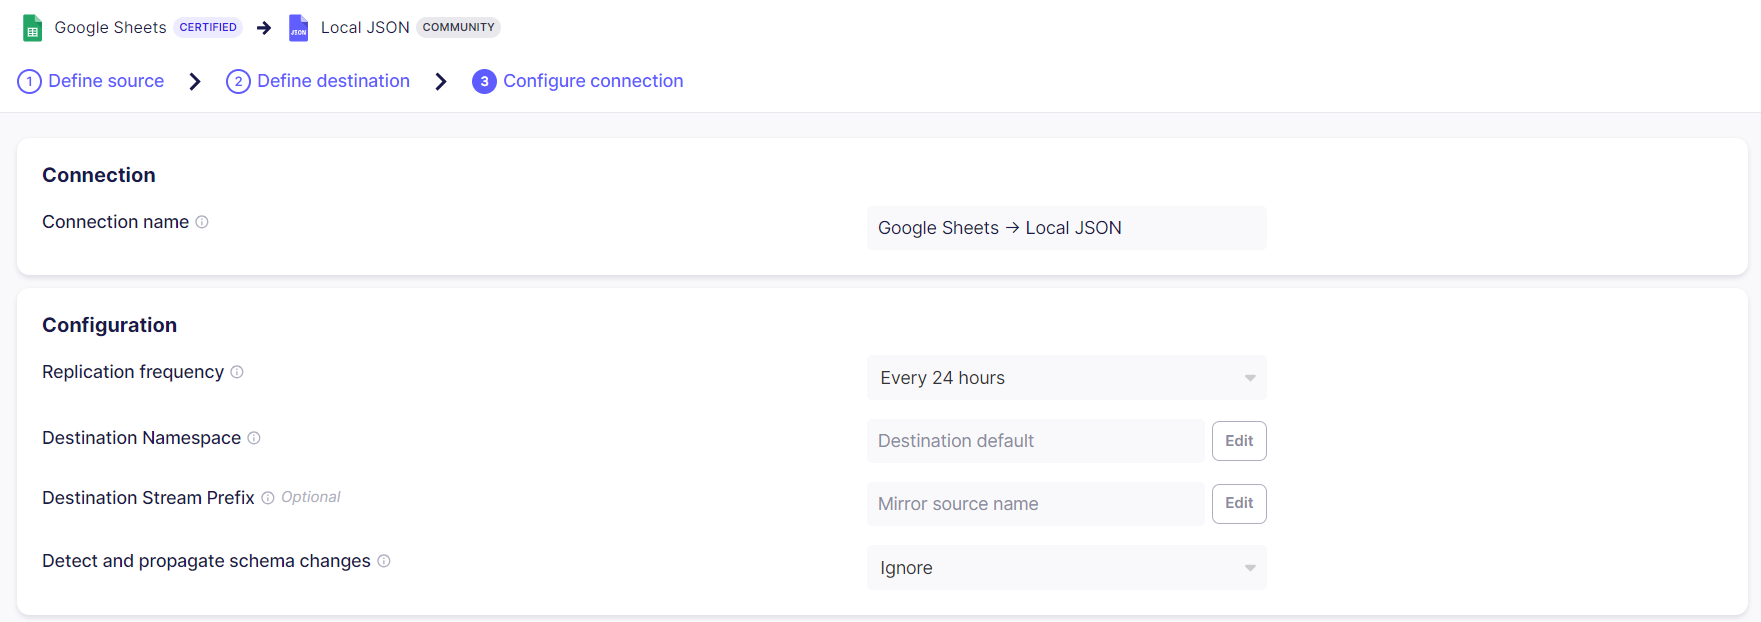 Google Sheets CERTIFIED → JSON Local JSON COMMUNITY
1 Define source > 2 Define destination > 3 Configure connection
Connection
Connection name Google Sheets → Local JSON
Configuration
Replication frequency Every 24 hours
Destination Namespace Destination default Edit
Destination Stream Prefix Optional Mirror source name Edit
Detect and propagate schema changes Ignore